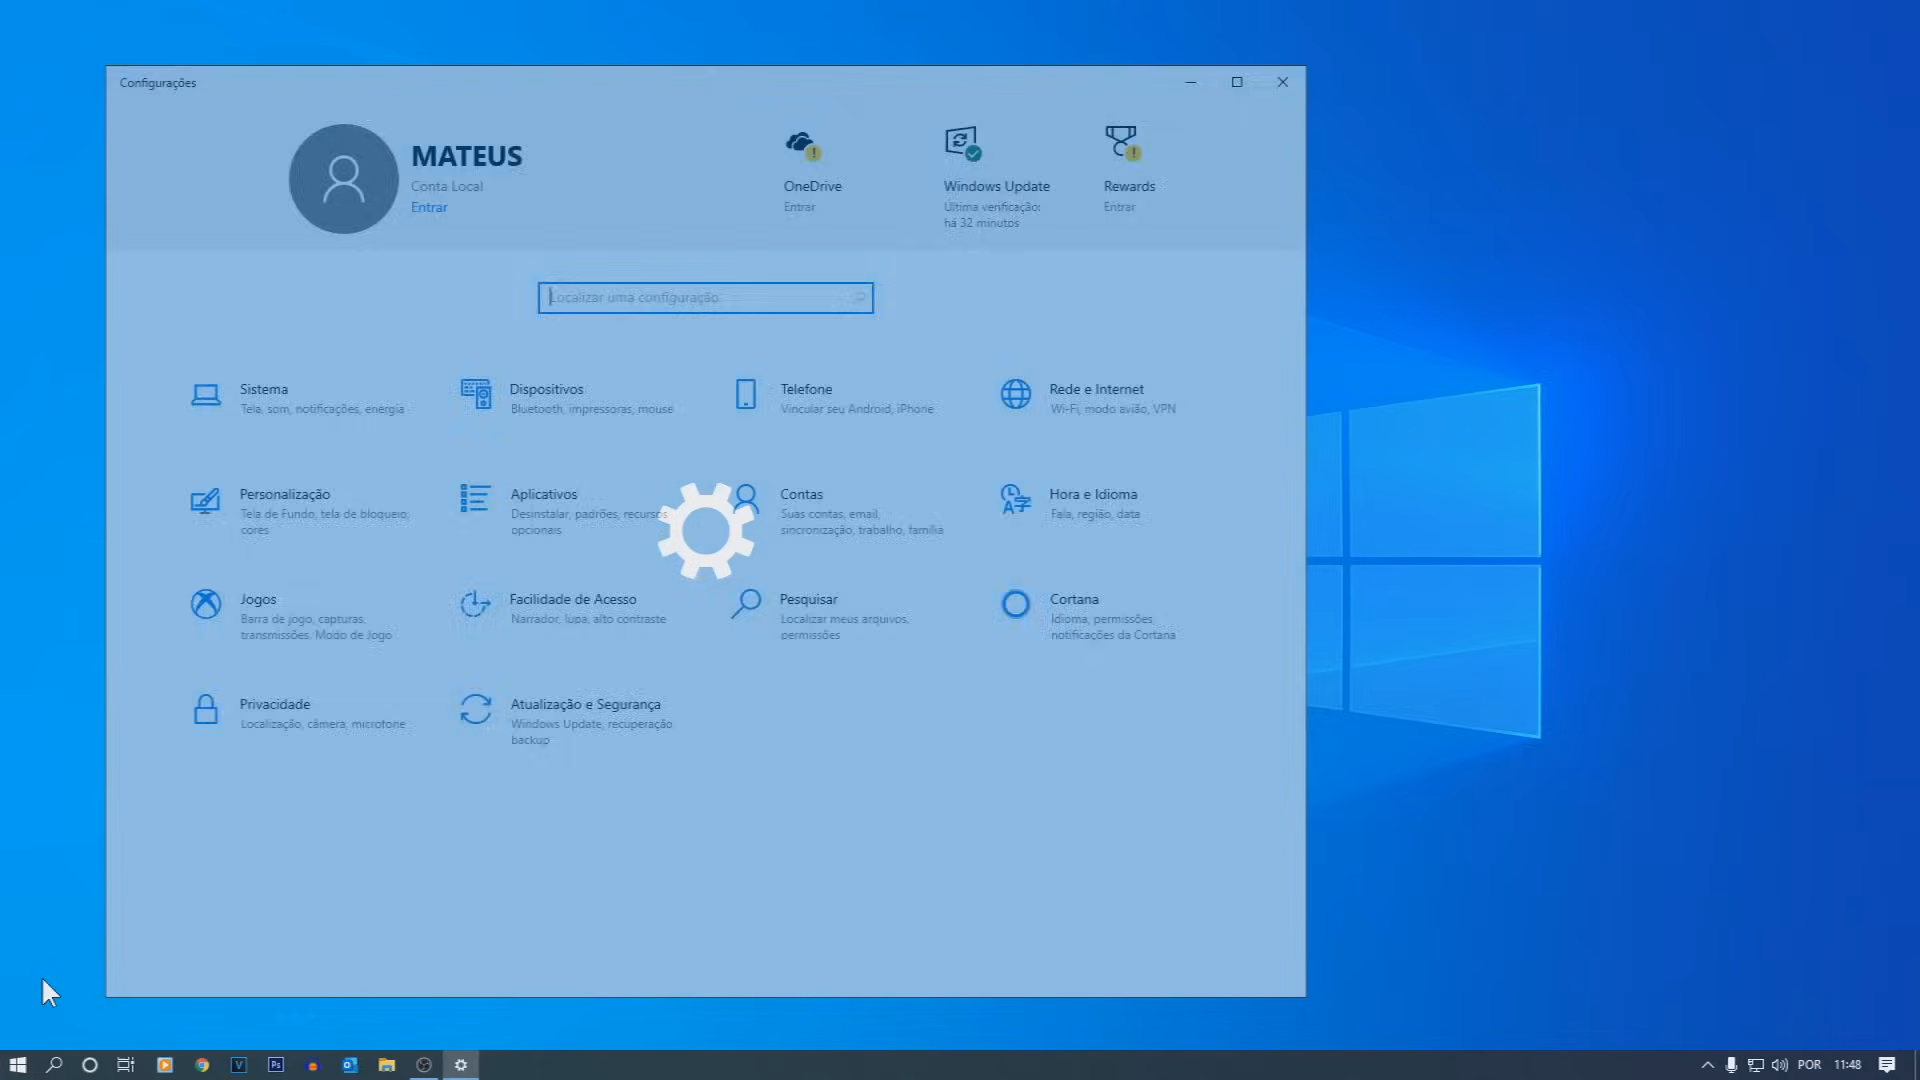 Configurações
MATEUS
Conta Local
Entrar
OneDrive
Entrar
Windows Update
Última verificação:
há 32 minutos
Rewards
Entrar
Localizar uma configuração
Sistema
Tela, som, notificações, energia
Dispositivos
Bluetooth, impressoras, mouse
Telefone
Vincular seu Android, iPhone
Rede e Internet
Wi-Fi, modo avião, VPN
Personalização
Tela de Fundo, tela de bloqueio,
cores
Aplicativos
Desinstalar, padrões, recursos
opcionais
Contas
Suas contas, email,
sincronização, trabalho, família
Hora e Idioma
Fala, região, data
Jogos
Barra de jogo, capturas,
transmissões, Modo de Jogo
Facilidade de Acesso
Narrador, lupa, alto contraste
Pesquisar
Localizar meus arquivos,
permissões
Cortana
Idioma, permissões,
notificações da Cortana
Privacidade
Localização, câmera, microfone
Atualização e Segurança
Windows Update, recuperação,
backup
V
Ps
POR
11:48